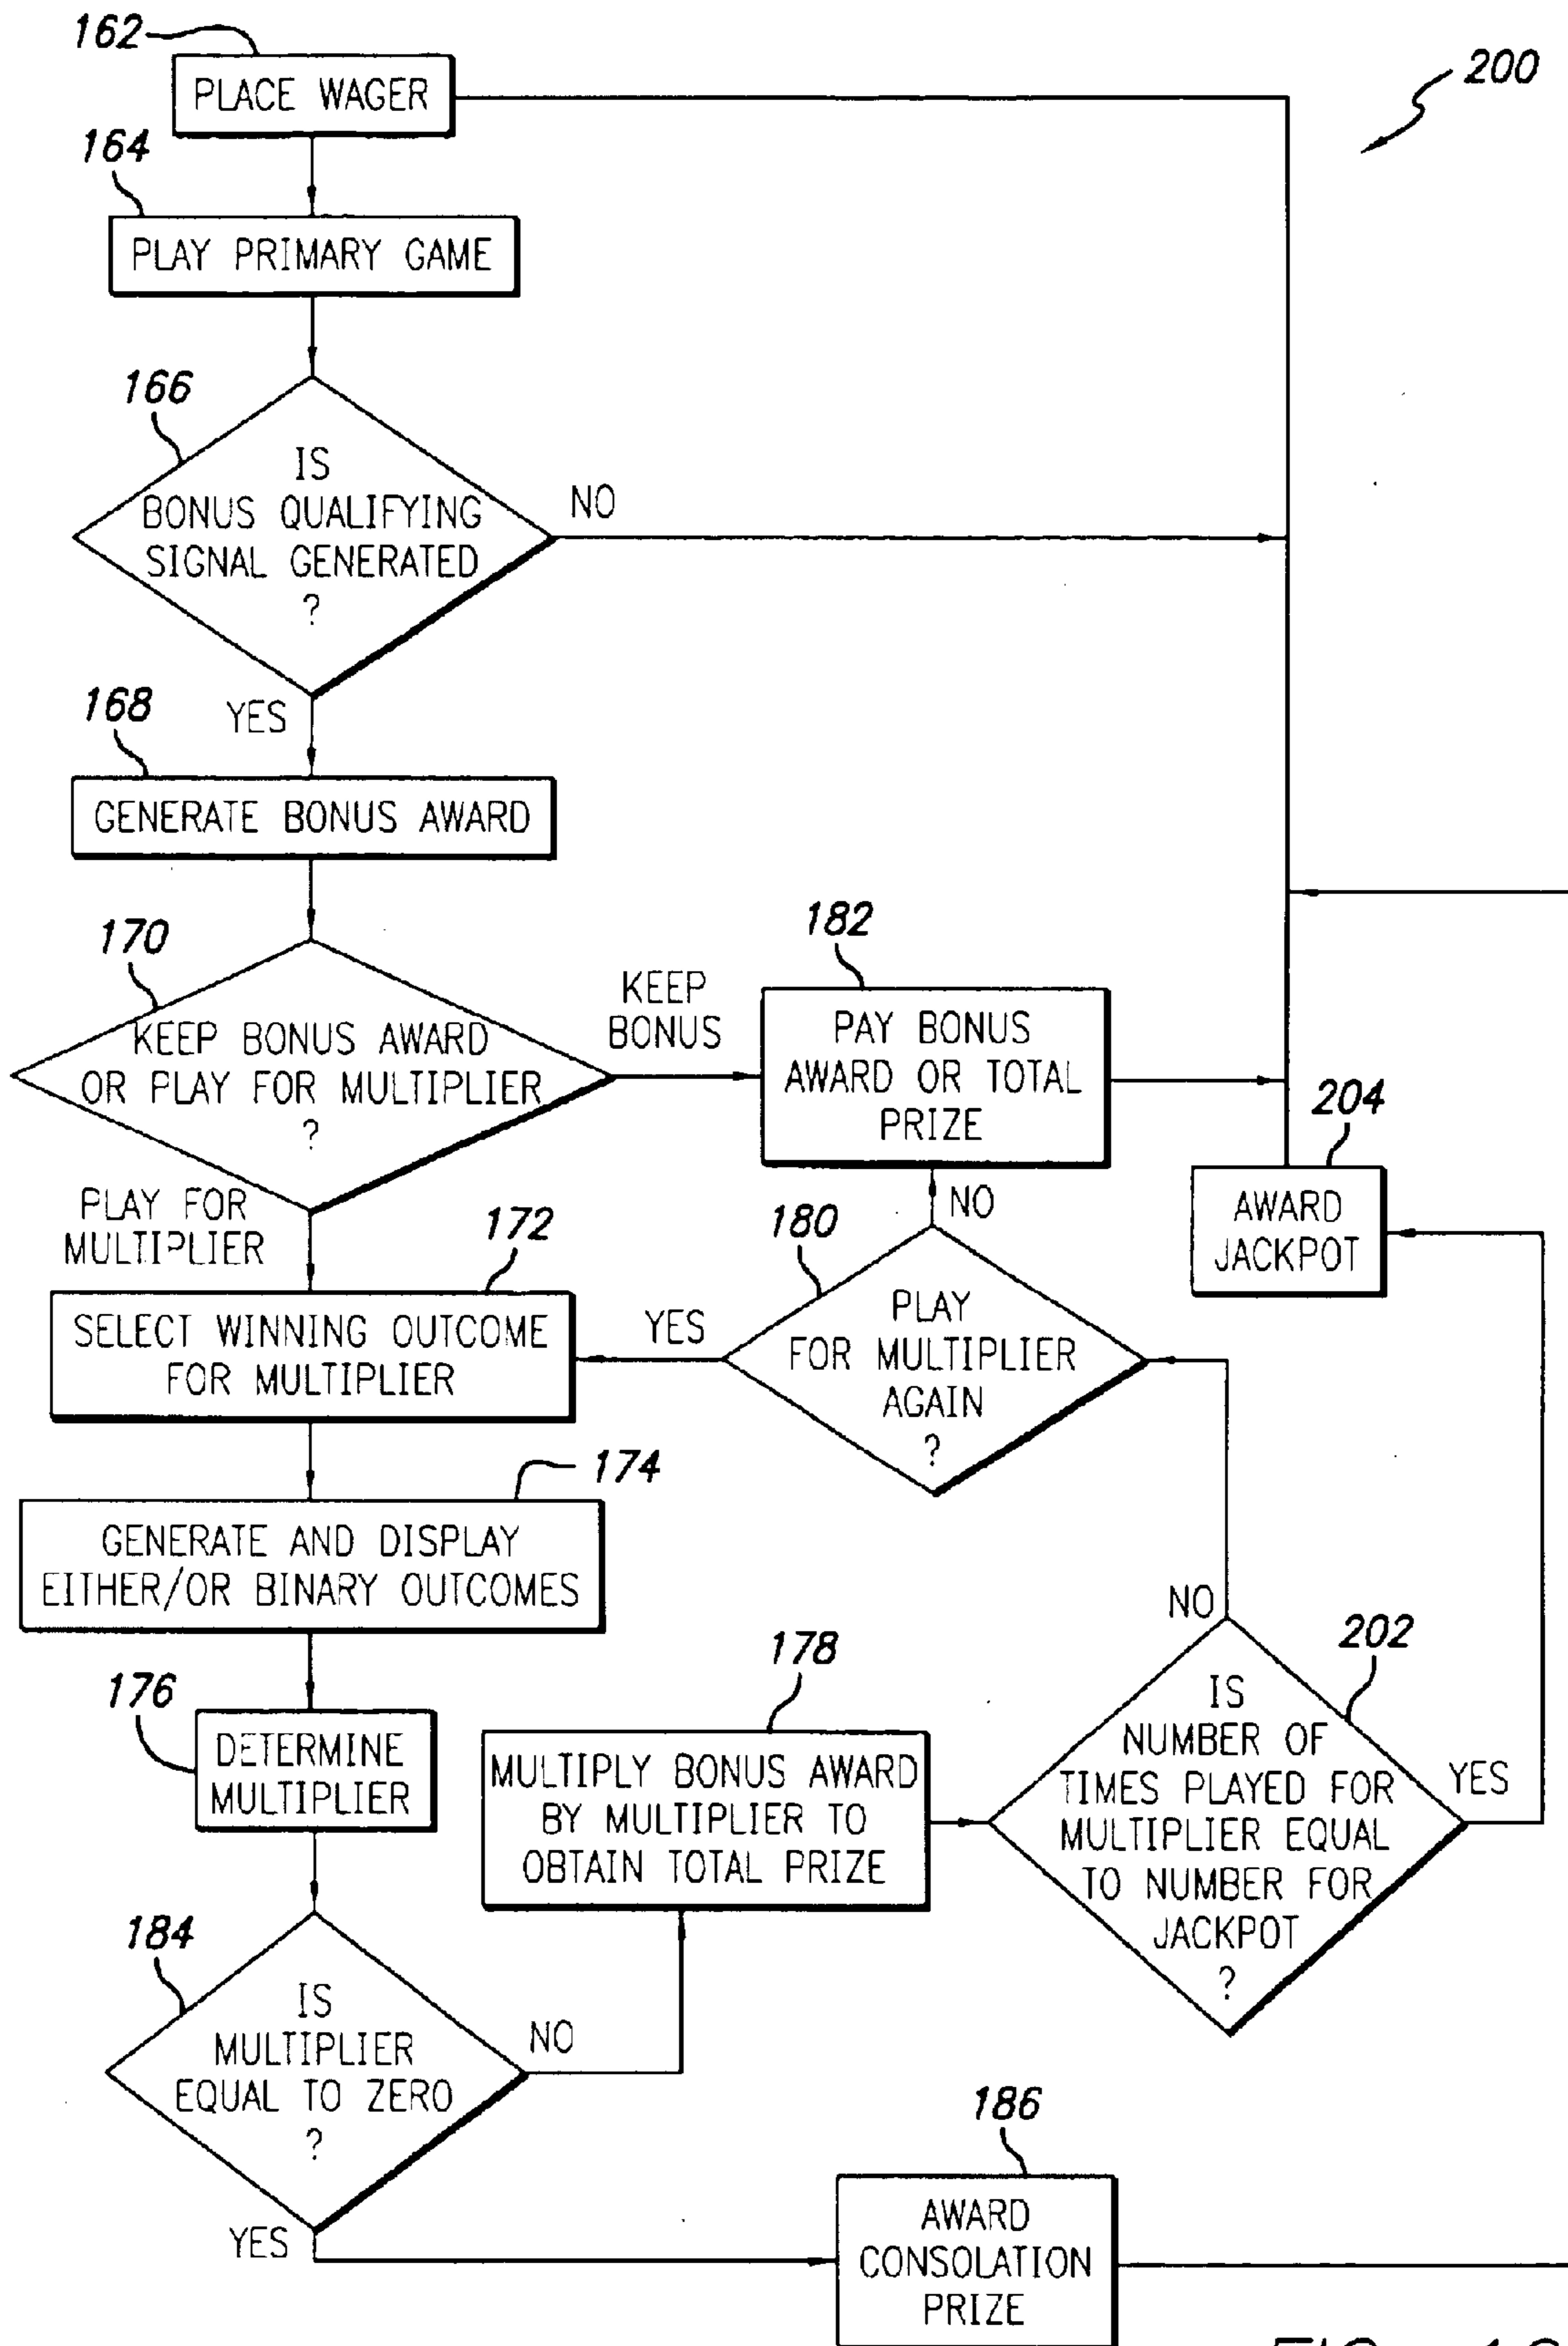 162
PLACE WAGER
200
164
PLAY PRIMARY GAME
166
IS
BONUS QUALIFYING
SIGNAL GENERATED
?
NO
YES
168
GENERATE BONUS AWARD
170
KEEP BONUS AWARD
OR PLAY FOR MULTIPLIER
?
KEEP
BONUS
182
PAY BONUS
AWARD OR TOTAL
PRIZE
204
AWARD
JACKPOT
PLAY FOR
MULTIPLIER
172
SELECT WINNING OUTCOME
FOR MULTIPLIER
YES
180
NO
PLAY
FOR MULTIPLIER
AGAIN
?
174
GENERATE AND DISPLAY
EITHER/OR BINARY OUTCOMES
176
DETERMINE
MULTIPLIER
178
MULTIPLY BONUS AWARD
BY MULTIPLIER TO
OBTAIN TOTAL PRIZE
NO
202
IS
NUMBER OF
TIMES PLAYED FOR
MULTIPLIER EQUAL
TO NUMBER FOR
JACKPOT
?
YES
184
IS
MULTIPLIER
EQUAL TO ZERO
?
NO
YES
186
AWARD
CONSOLATION
PRIZE